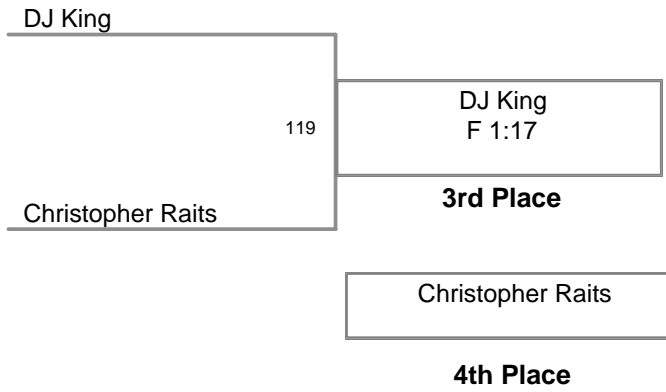 DJ King
DJ King
F 1:17
119
3rd Place
Christopher Raits
Christopher Raits
4th Place